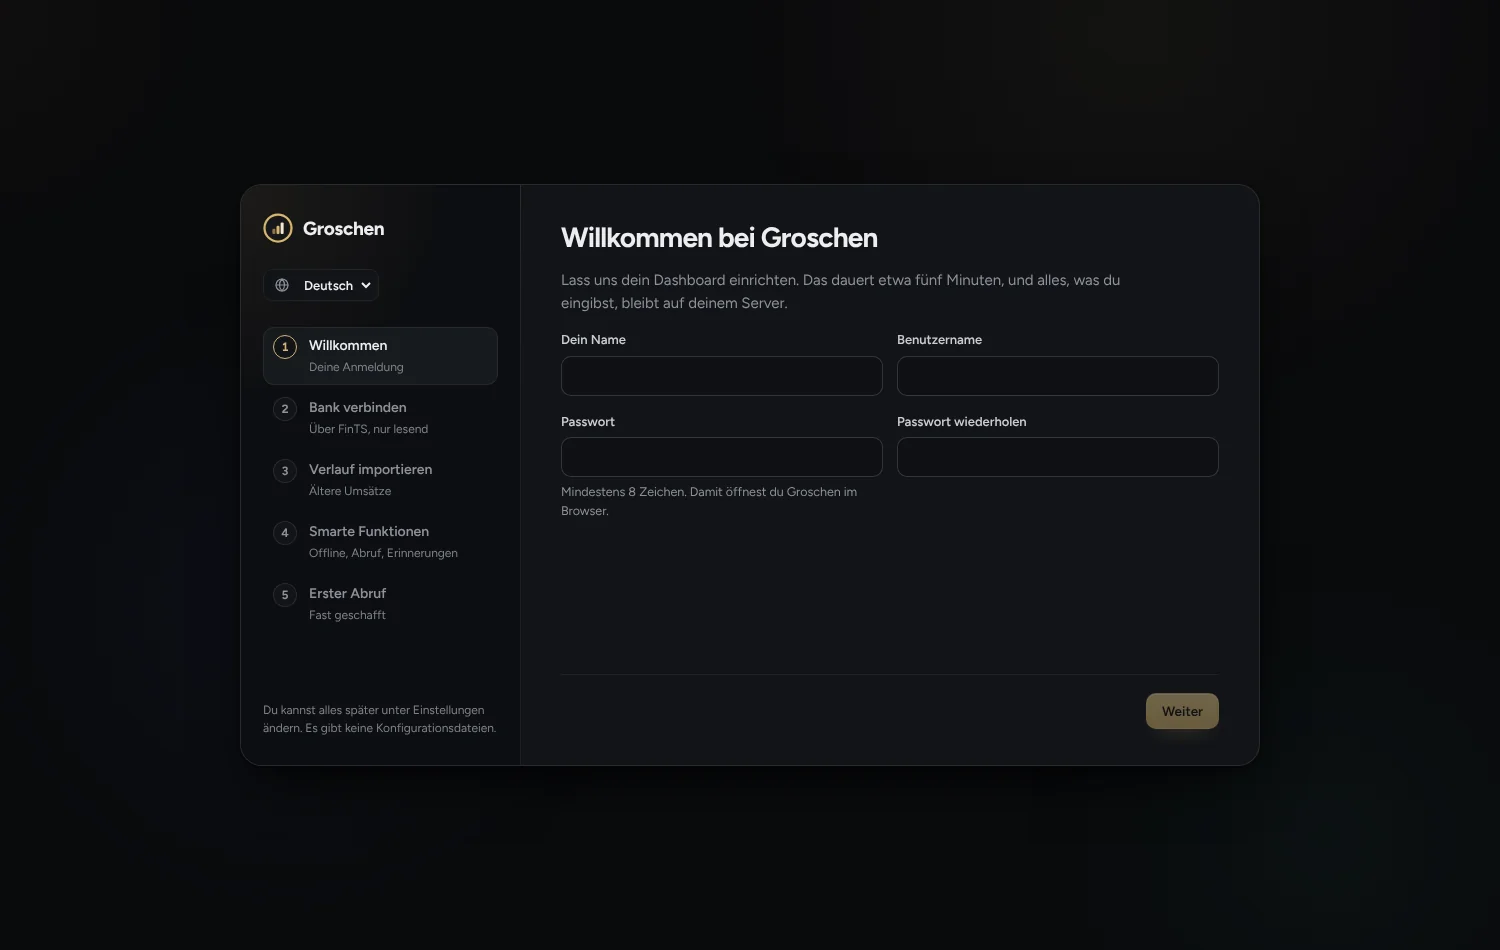 Groschen
Deutsch
1 Willkommen
Deine Anmeldung
2 Bank verbinden
Über FinTS, nur lesend
3 Verlauf importieren
Ältere Umsätze
4 Smarte Funktionen
Offline, Abruf, Erinnerungen
5 Erster Abruf
Fast geschafft
Du kannst alles später unter Einstellungen
ändern. Es gibt keine Konfigurationsdateien.
Willkommen bei Groschen
Lass uns dein Dashboard einrichten. Das dauert etwa fünf Minuten, und alles, was du
eingibst, bleibt auf deinem Server.
Dein Name
Benutzername
Passwort
Passwort wiederholen
Mindestens 8 Zeichen. Damit öffnest du Groschen im
Browser.
Weiter